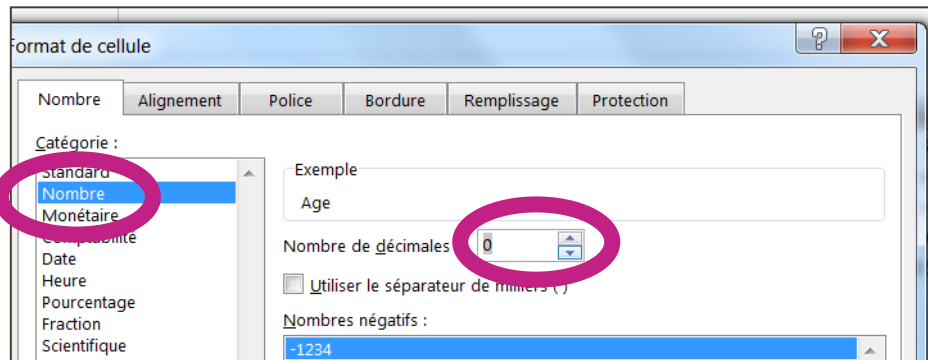 Format de cellule
Nombre Alignement Police Bordure Remplissage Protection
Catégorie :
Standard
Nombre
Monétaire
Comptabilité
Date
Heure
Pourcentage
Fraction
Scientifique
Exemple
Age
Nombre de décimales 0
Utiliser le séparateur de milliers ( )
Nombres négatifs :
-1234